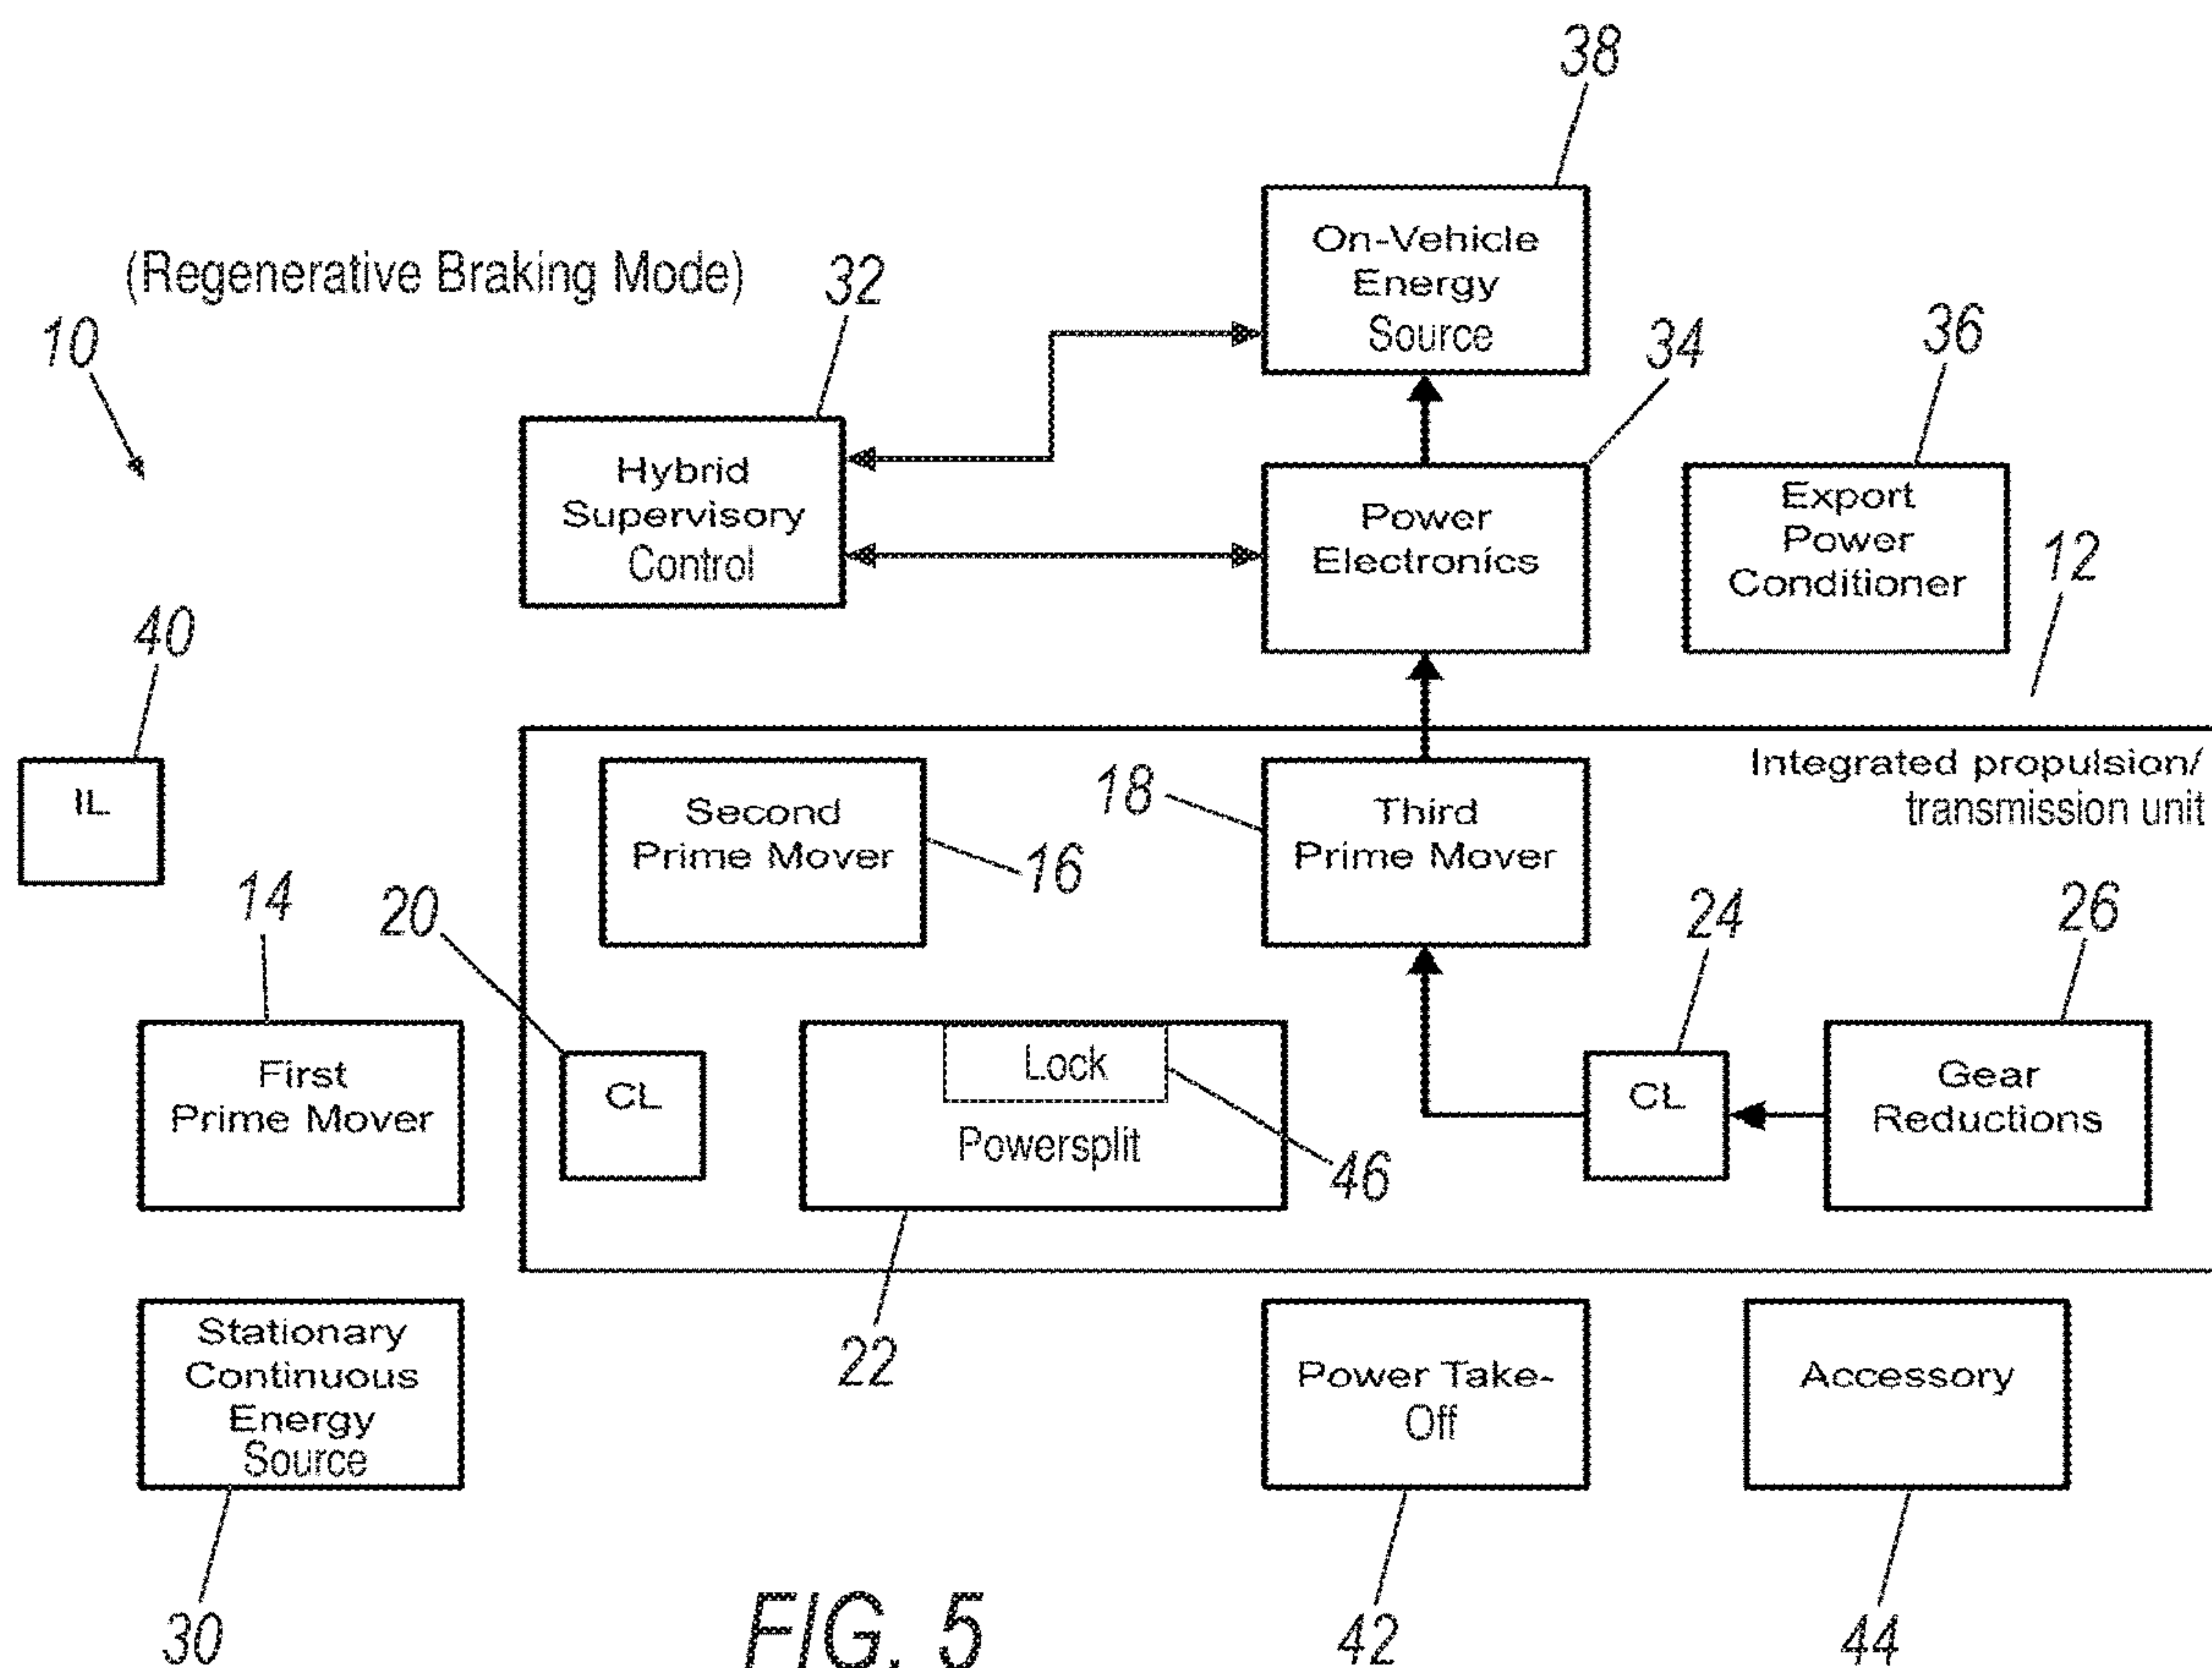 38
(Regenerative Braking Mode)
32
10
On-Vehicle
Energy
Source
34
36
Hybrid
Supervisory
Control
Power
Electronics
Export
Power
Conditioner
12
40
IL
Integrated propulsion/
transmission unit
Second
Prime Mover
16
18
Third
Prime Mover
14
20
24
26
First
Prime Mover
CL
Lock
Powersplit
46
CL
Gear
Reductions
Stationary
Continuous
Energy
Source
22
Power Take-
Off
Accessory
30
FIG. 5
42
44